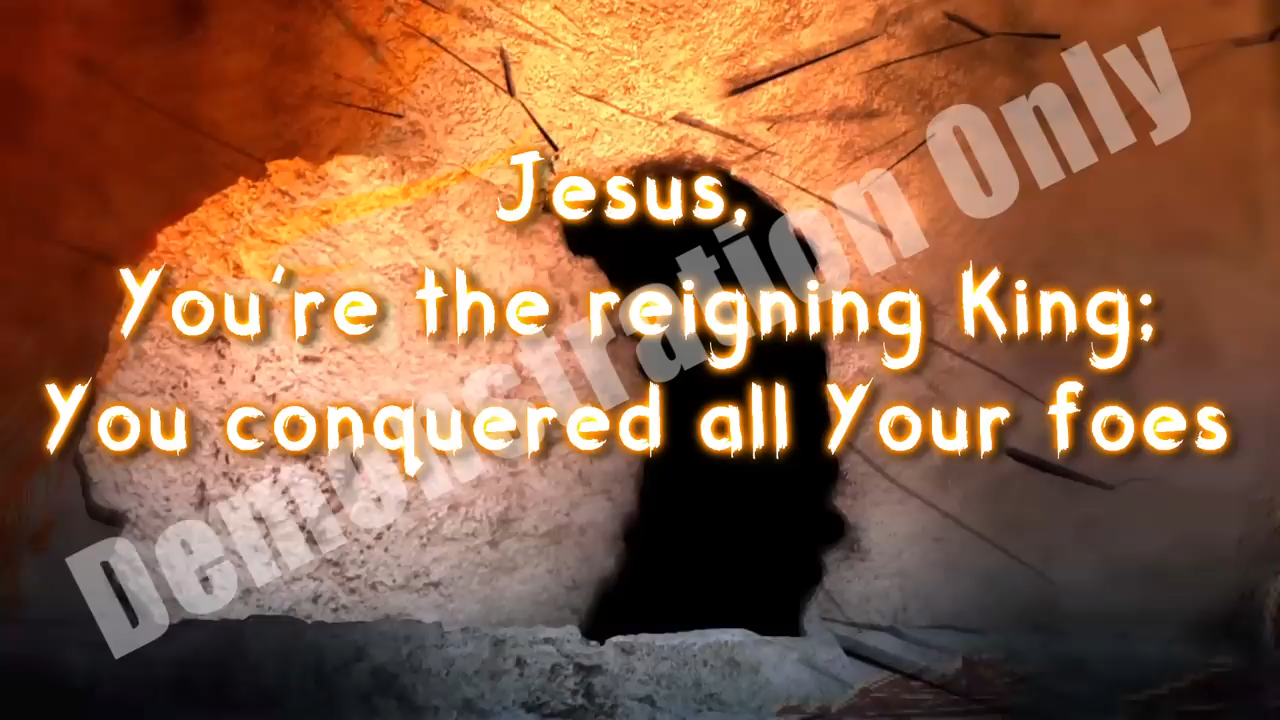 Jesus,
You're the reigning King;
You conquered all Your foes
Demonstration Only